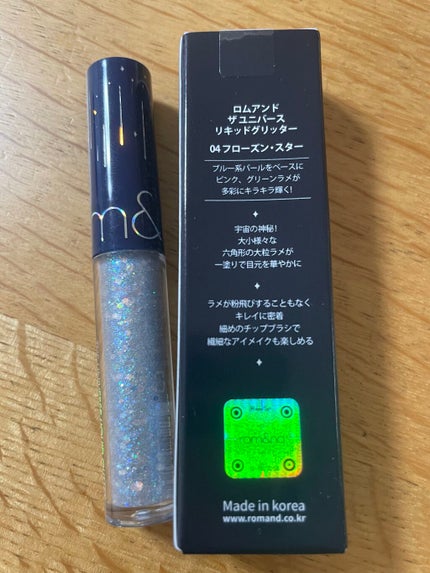 m&
ロムアンド
ザ ユニバース
リキッドグリッター
04 フローズン・スター
ブルー系パールをベースに
ピンク、グリーンラメが
多彩にキラキラ輝く!
宇宙の神秘!
大小様々な
六角形の大粒ラメが
一塗りで目元を華やかに
ラメが粉飛びすることもなく
キレイに密着
細めのチップブラシで
繊細なアイメイクも楽しめる
rom&nd
Made in korea
www.romand.co.kr